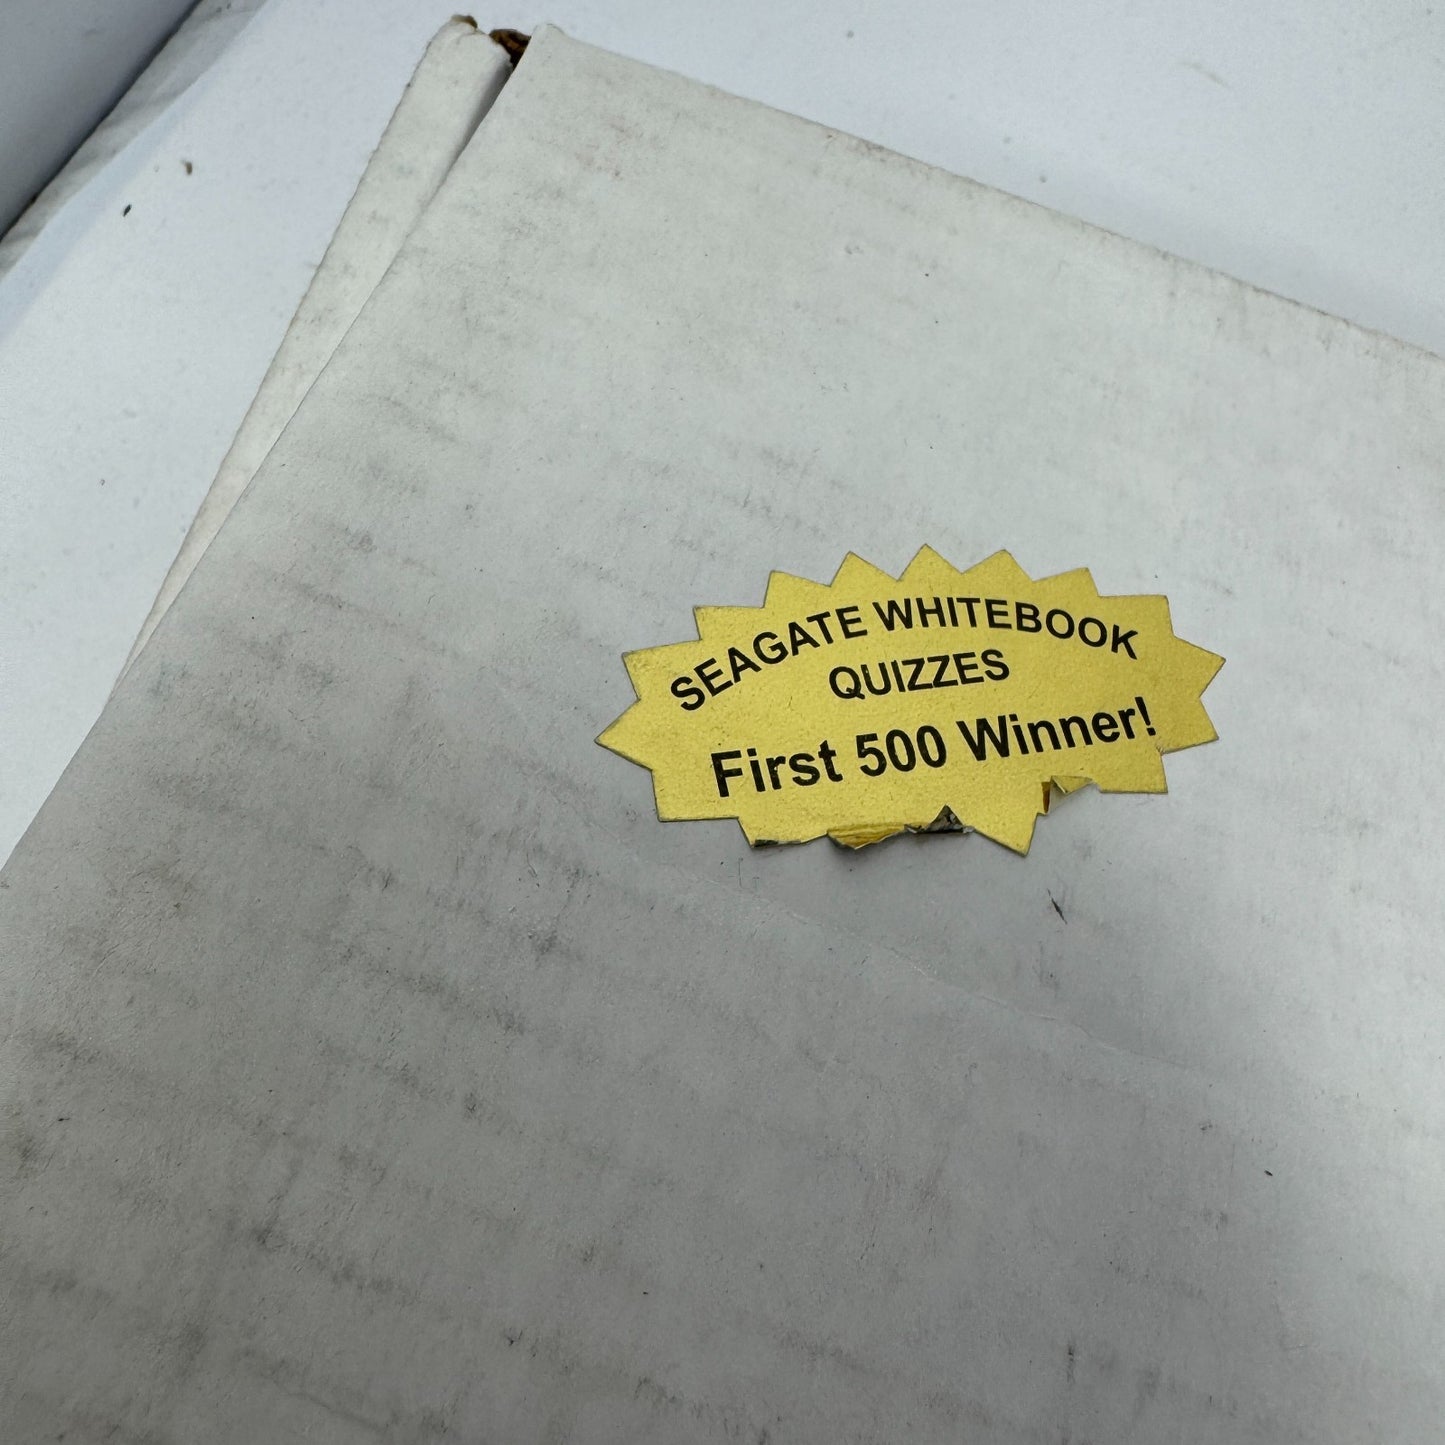 SEAGATE WHITEBOOK
QUIZZES
First 500 Winner!